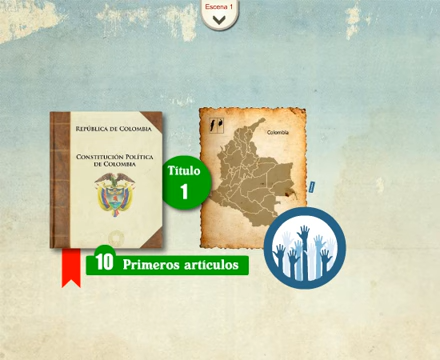 Escena 1
REPÚBLICA DE COLOMBIA
CONSTITUCIÓN POLÍTICA
DE COLOMBIA
Título
1
Colombia
10 Primeros artículos